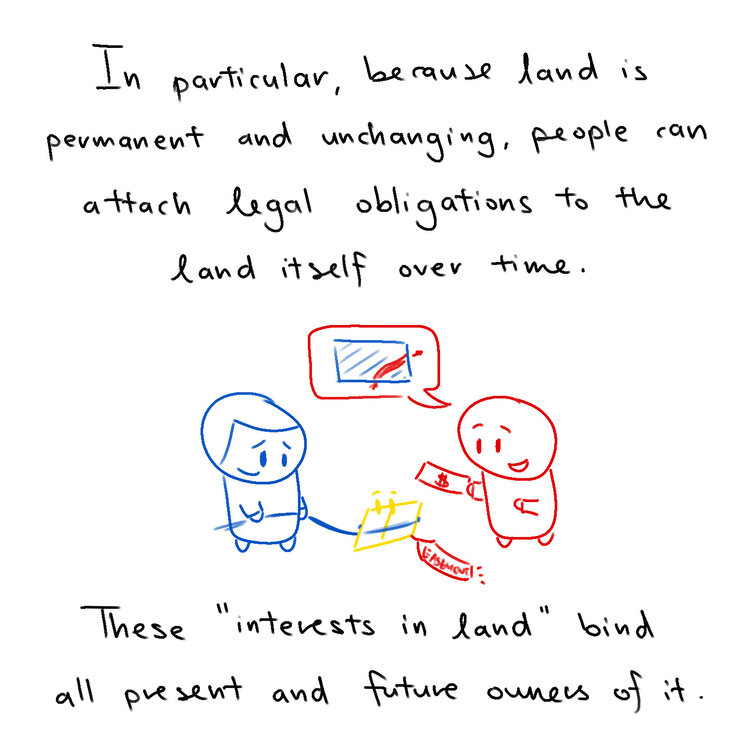 In particular, because land is
permanent and unchanging, people can
attach legal obligations to the
land itself over time.
$
EASEMENT
These "interests in land" bind
all present and future owners of it.